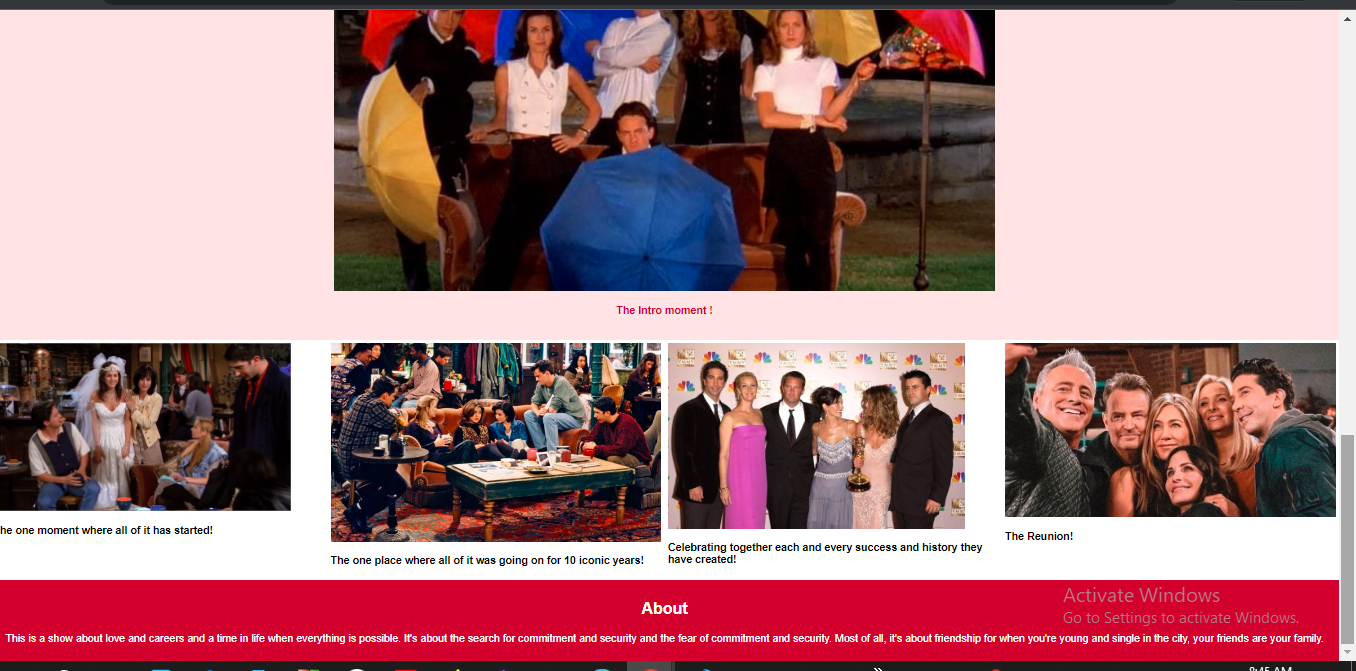 The Intro moment !
he one moment where all of it has started!
The one place where all of it was going on for 10 iconic years!
Celebrating together each and every success and history they
have created!
The Reunion!
About
This is a show about love and careers and a time in life when everything is possible. It's about the search for commitment and security and the fear of commitment and security. Most of all, it's about friendship for when you're young and single in the city, your friends are your family.
Activate Windows
Go to Settings to activate Windows.